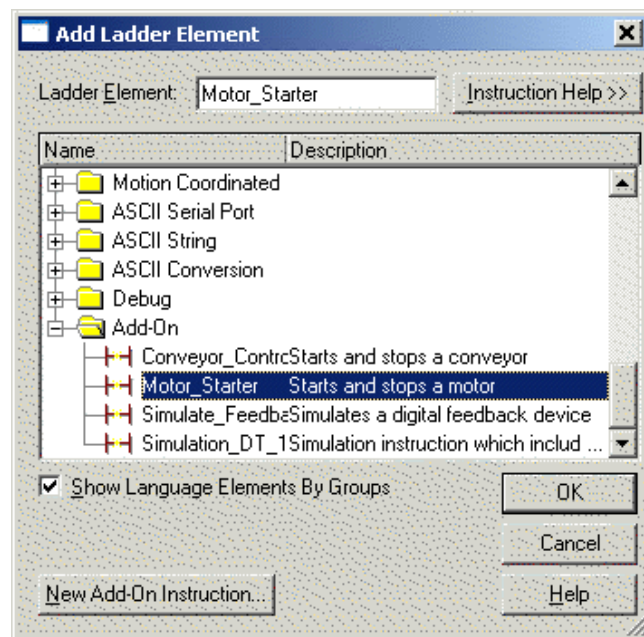 Add Ladder Element
Ladder Element: Motor_Starter Instruction Help >>
Name Description
Motion Coordinated
ASCII Serial Port
ASCII String
ASCII Conversion
Debug
Add-On
Conveyor_Contrc Starts and stops a conveyor
Motor_Starter Starts and stops a motor
Simulate_Feedba Simulates a digital feedback device
Simulation_DT_1 Simulation instruction which includ ...
Show Language Elements By Groups
OK
Cancel
New Add-On Instruction...
Help